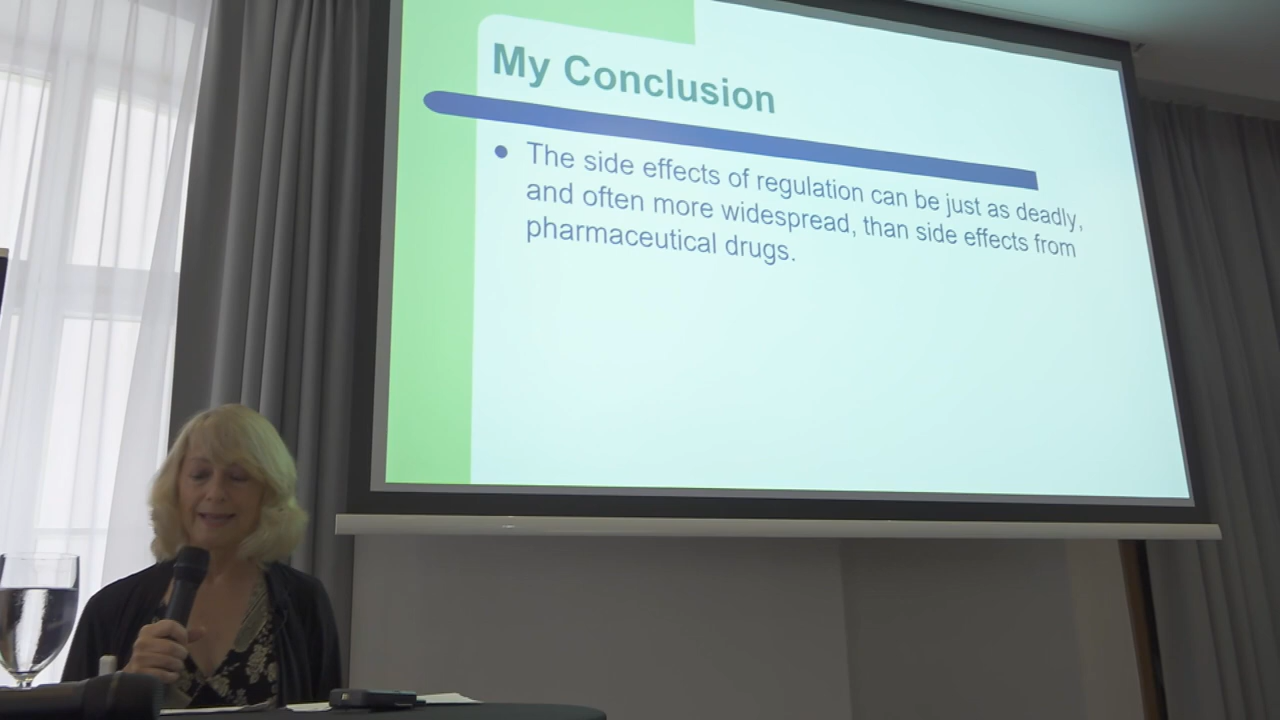 My Conclusion
The side effects of regulation can be just as deadly,
and often more widespread, than side effects from
pharmaceutical drugs.